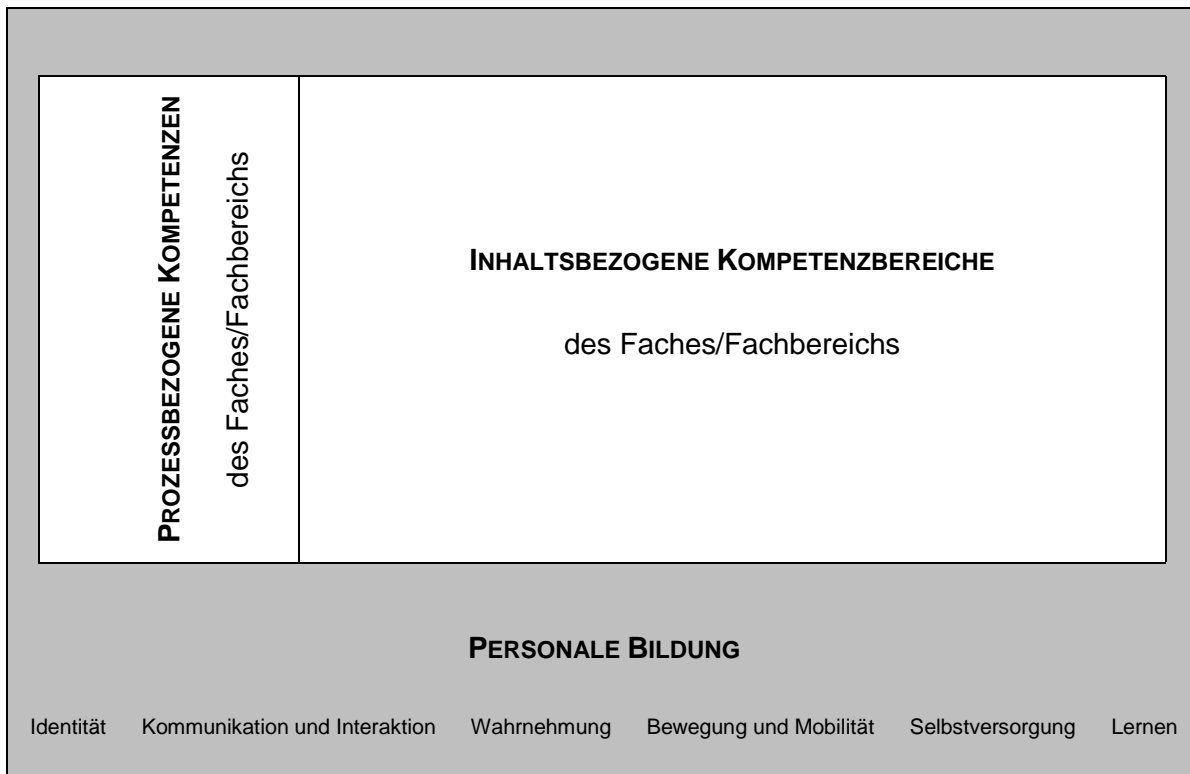 PROZESSBEZOGENE KOMPETENZEN
des Faches/Fachbereichs
INHALTSBEZOGENE KOMPETENZBEREICHE
des Faches/Fachbereichs
PERSONALE BILDUNG
Identität Kommunikation und Interaktion Wahrnehmung Bewegung und Mobilität Selbstversorgung Lernen